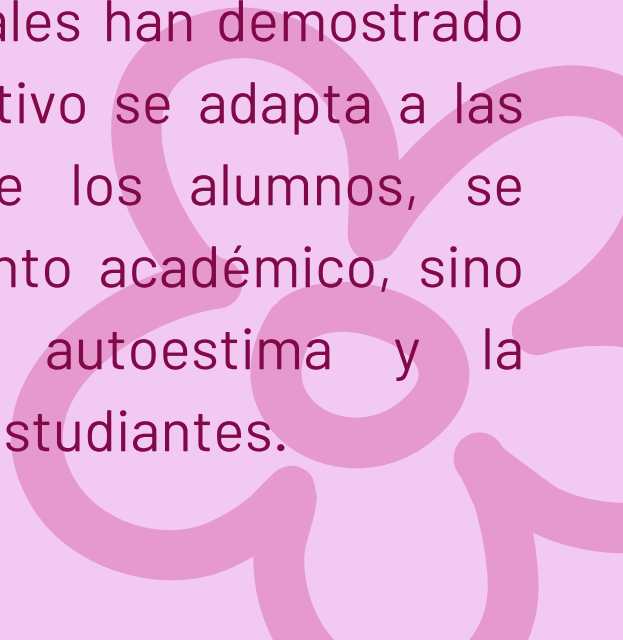 ales han demostrado
tivo se adapta a las
e los alumnos, se
nto académico, sino
autoestima y la
studiantes.